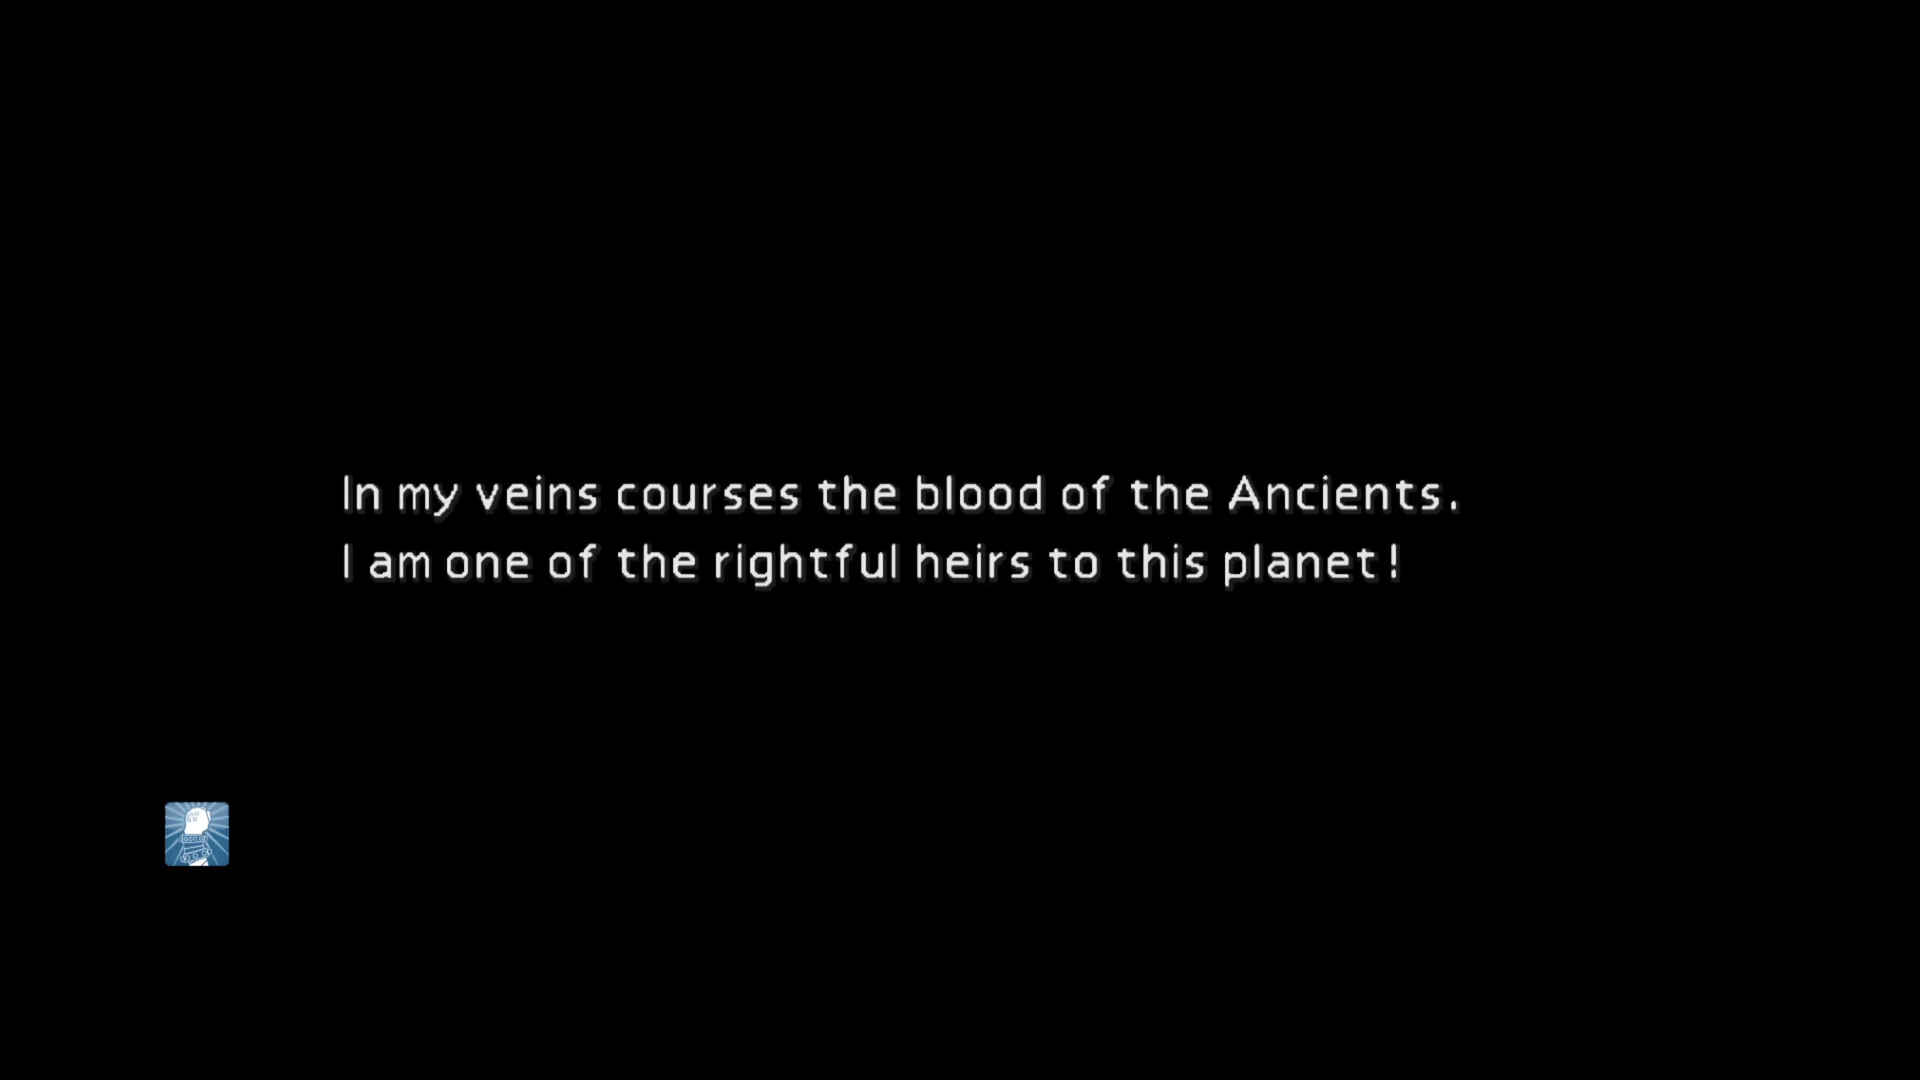 In my veins courses the blood of the Ancients.
I am one of the rightful heirs to this planet!